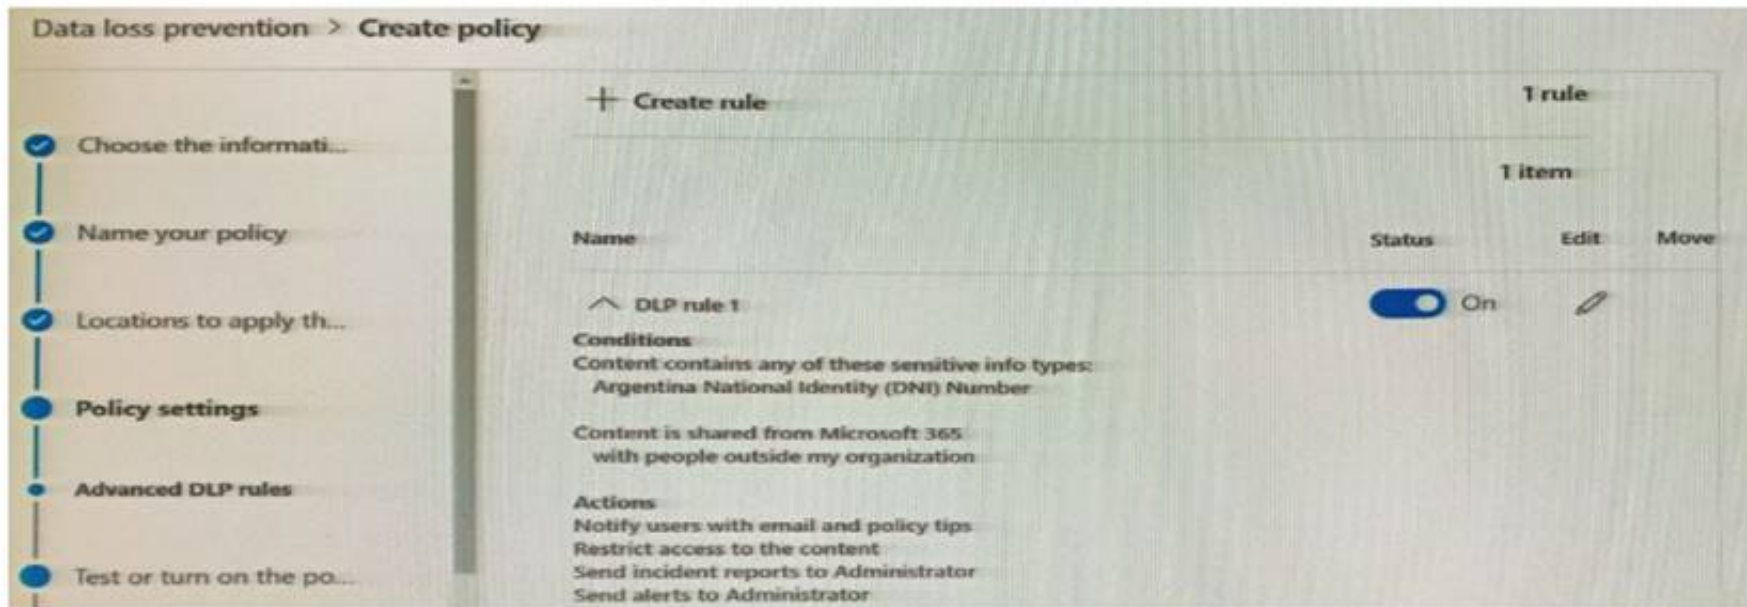 Data loss prevention > Create policy
+ Create rule
1 rule
Choose the informati...
1 item
Name your policy
Name
Status
Edit
Move
Locations to apply th...
DLP rule 1
On
Conditions
Content contains any of these sensitive info types:
Argentina National Identity (DNI) Number
Policy settings
Content is shared from Microsoft 365
with people outside my organization
Advanced DLP rules
Actions
Notify users with email and policy tips
Restrict access to the content
Test or turn on the po...
Send incident reports to Administrator
Send alerts to Administrator